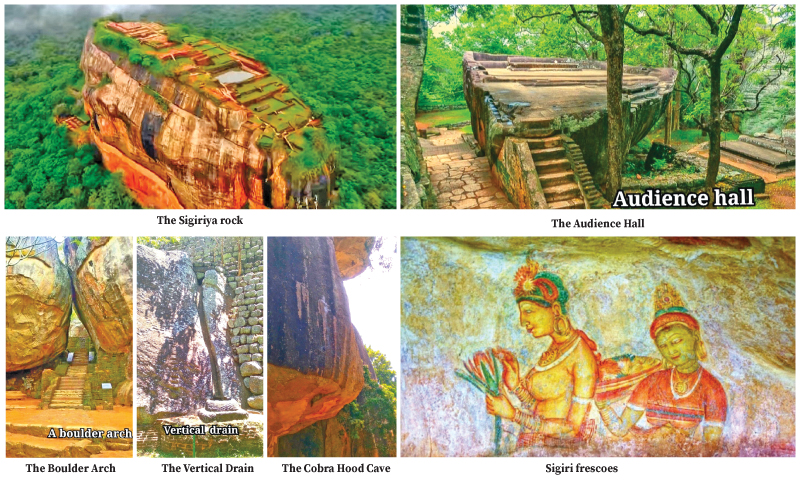 Audience hall
The Sigiriya rock
The Audience Hall
A boulder arch
Vertical drain
The Boulder Arch
The Vertical Drain
The Cobra Hood Cave
Sigiri frescoes